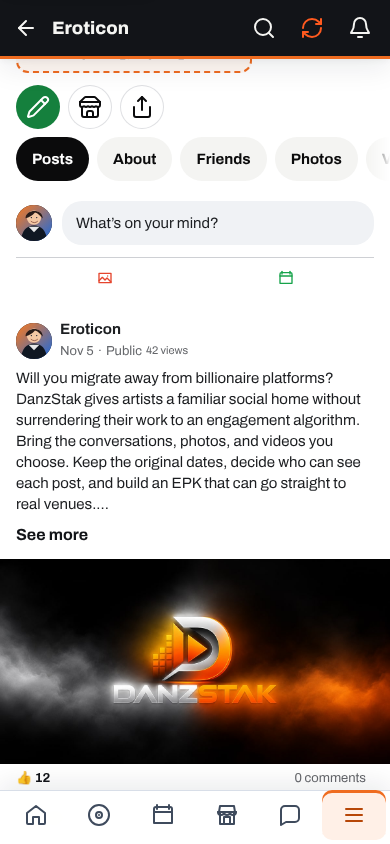 Eroticon
Posts
About
Friends
Photos
What's on your mind?
Eroticon
Nov 5 · Public 42 views
Will you migrate away from billionaire platforms?
DanzStak gives artists a familiar social home without
surrendering their work to an engagement algorithm.
Bring the conversations, photos, and videos you
choose. Keep the original dates, decide who can see
each post, and build an EPK that can go straight to
real venues....
See more
DANZSTAK
👍 12
0 comments